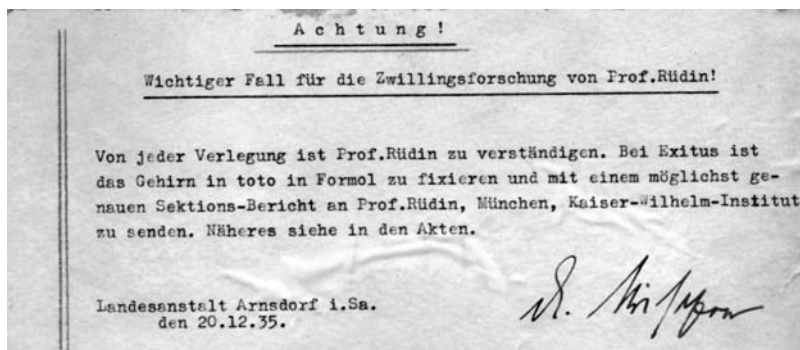 A c h t u n g !
Wichtiger Fall für die Zwillingsforschung von Prof.Rüdin!
Von jeder Verlegung ist Prof.Rüdin zu verständigen. Bei Exitus ist
das Gehirn in toto in Formol zu fixieren und mit einem möglichst ge-
nauen Sektions-Bericht an Prof.Rüdin, München, Kaiser-Wilhelm-Institut
zu senden. Näheres siehe in den Akten.
Landesanstalt Arnsdorf i.Sa.
den 20.12.35.